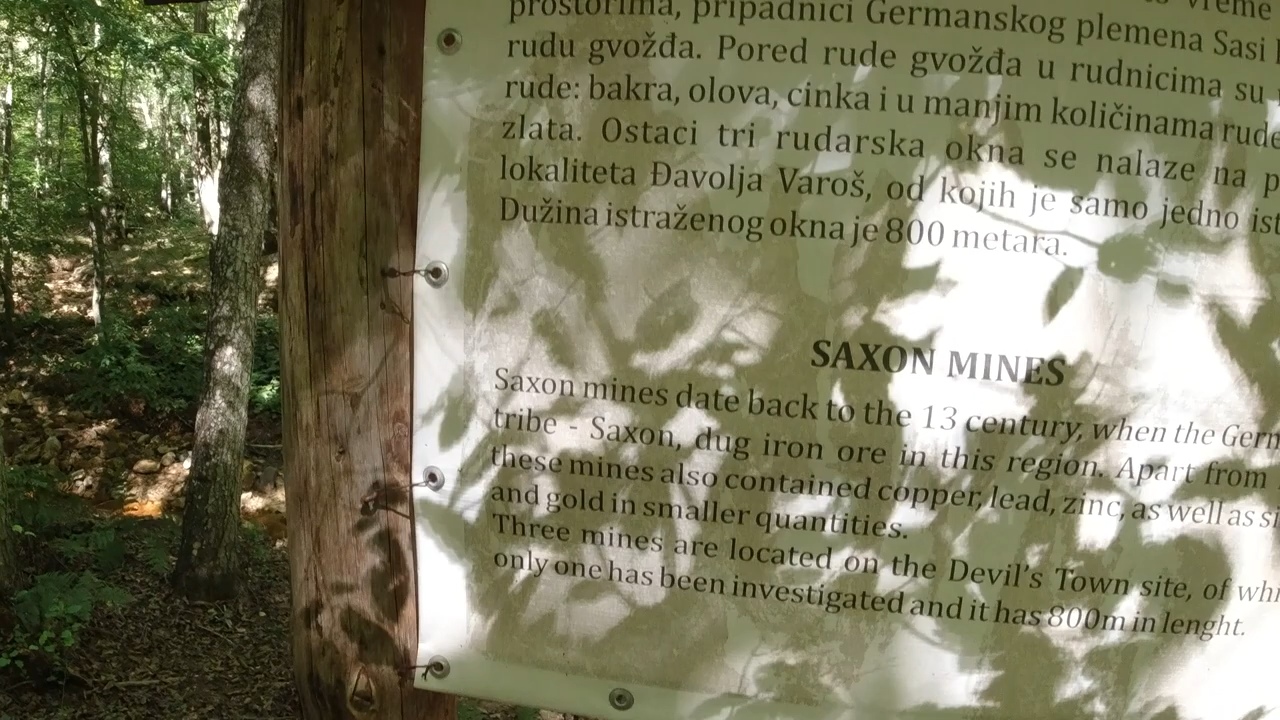 vreme
prostorima, pripadnici Germanskog plemena Sasi
rudu gvožđa. Pored rude gvožđa u rudnicima su
rude: bakra, olova, cinka i u manjim količinama rude
zlata. Ostaci tri rudarska okna se nalaze na
lokaliteta Đavolja Varoš, od kojih je samo jedno
Dužina istraženog okna je 800 metara.
SAXON MINES
Saxon mines date back to the 13 century, when the
tribe - Saxon, dug iron ore in this region. Apart from
these mines also contained copper, lead, zinc, as well as
and gold in smaller quantities.
Three mines are located on the Devil's Town site, of
only one has been investigated and it has 800m in lenght.